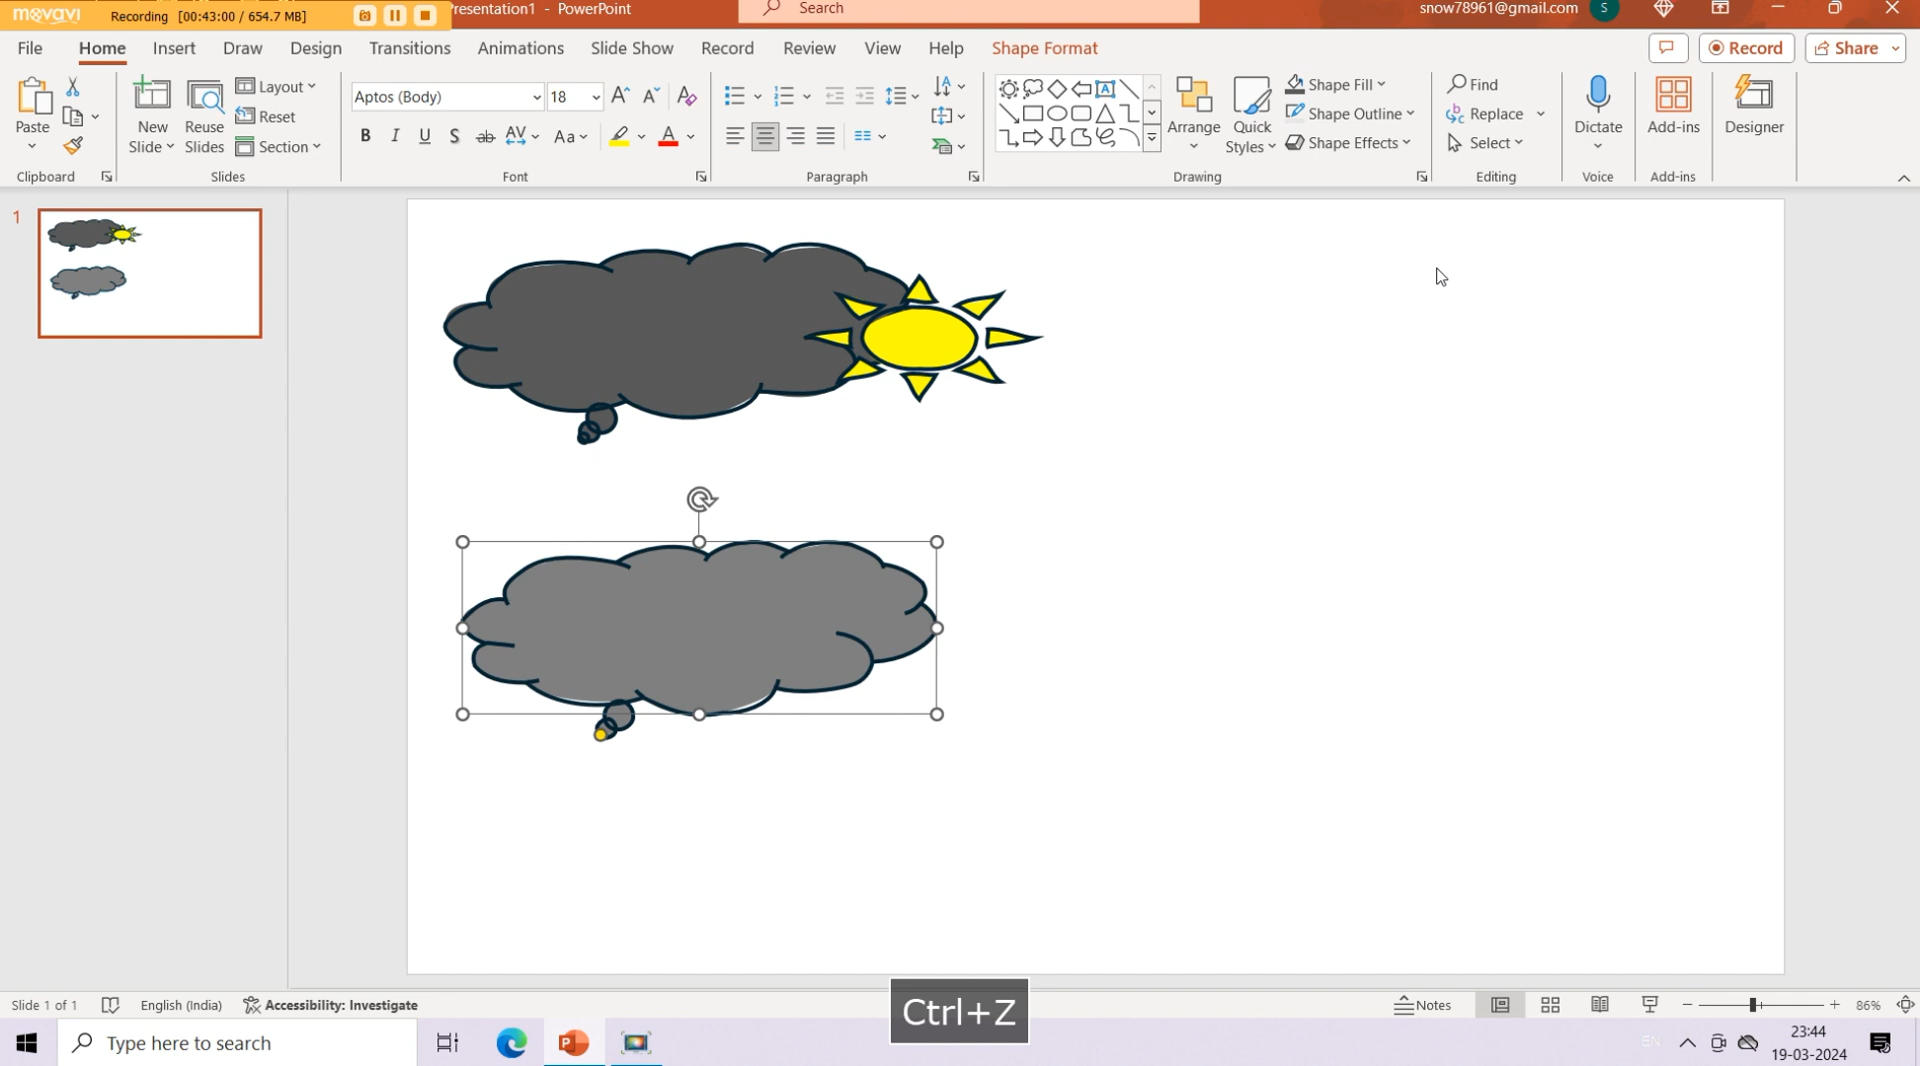 movavi Recording [00:43:00 / 654.7 MB] Presentation1 - PowerPoint Search snow78961@gmail.com S
File Home Insert Draw Design Transitions Animations Slide Show Record Review View Help Shape Format Record Share
Paste New Slide Reuse Slides Layout Reset Section
Aptos (Body) 18
B I U S ab AV Aa A
Arrange Quick Styles Shape Fill Shape Outline Shape Effects
Find Replace Select
Dictate Add-ins Designer
Clipboard Slides Font Paragraph Drawing Editing Voice Add-ins
1
Ctrl+Z
Slide 1 of 1 English (India) Accessibility: Investigate Notes 86%
Type here to search
EN
23:44
19-03-2024